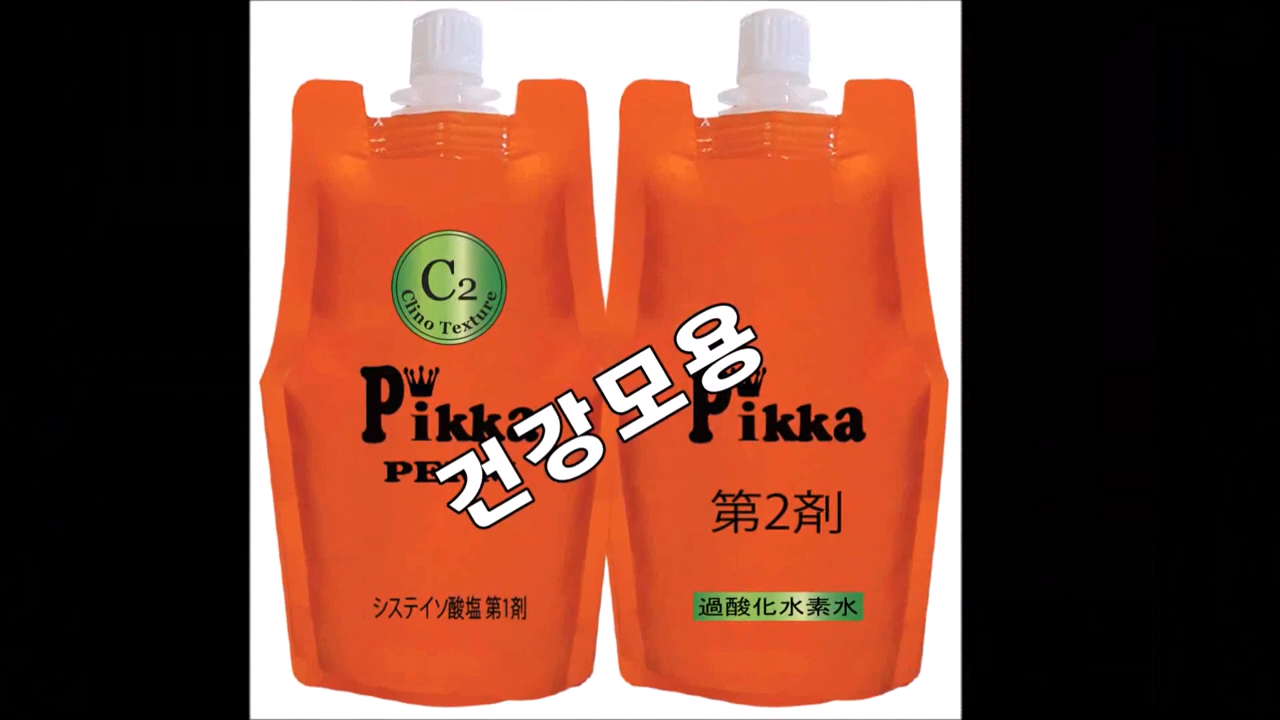 C2
Clino Texture
Pikka
システイソ酸塩 第1剤
건강모용
Pikka
第2剤
過酸化水素水